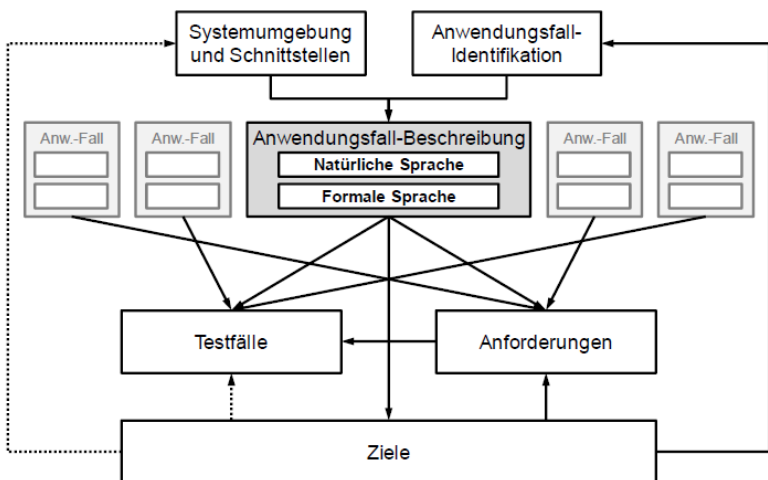 Systemumgebung
und Schnittstellen
Anwendungsfall-
Identifikation
Anw.-Fall
Anw.-Fall
Anwendungsfall-Beschreibung
Natürliche Sprache
Formale Sprache
Anw.-Fall
Anw.-Fall
Testfälle
Anforderungen
Ziele